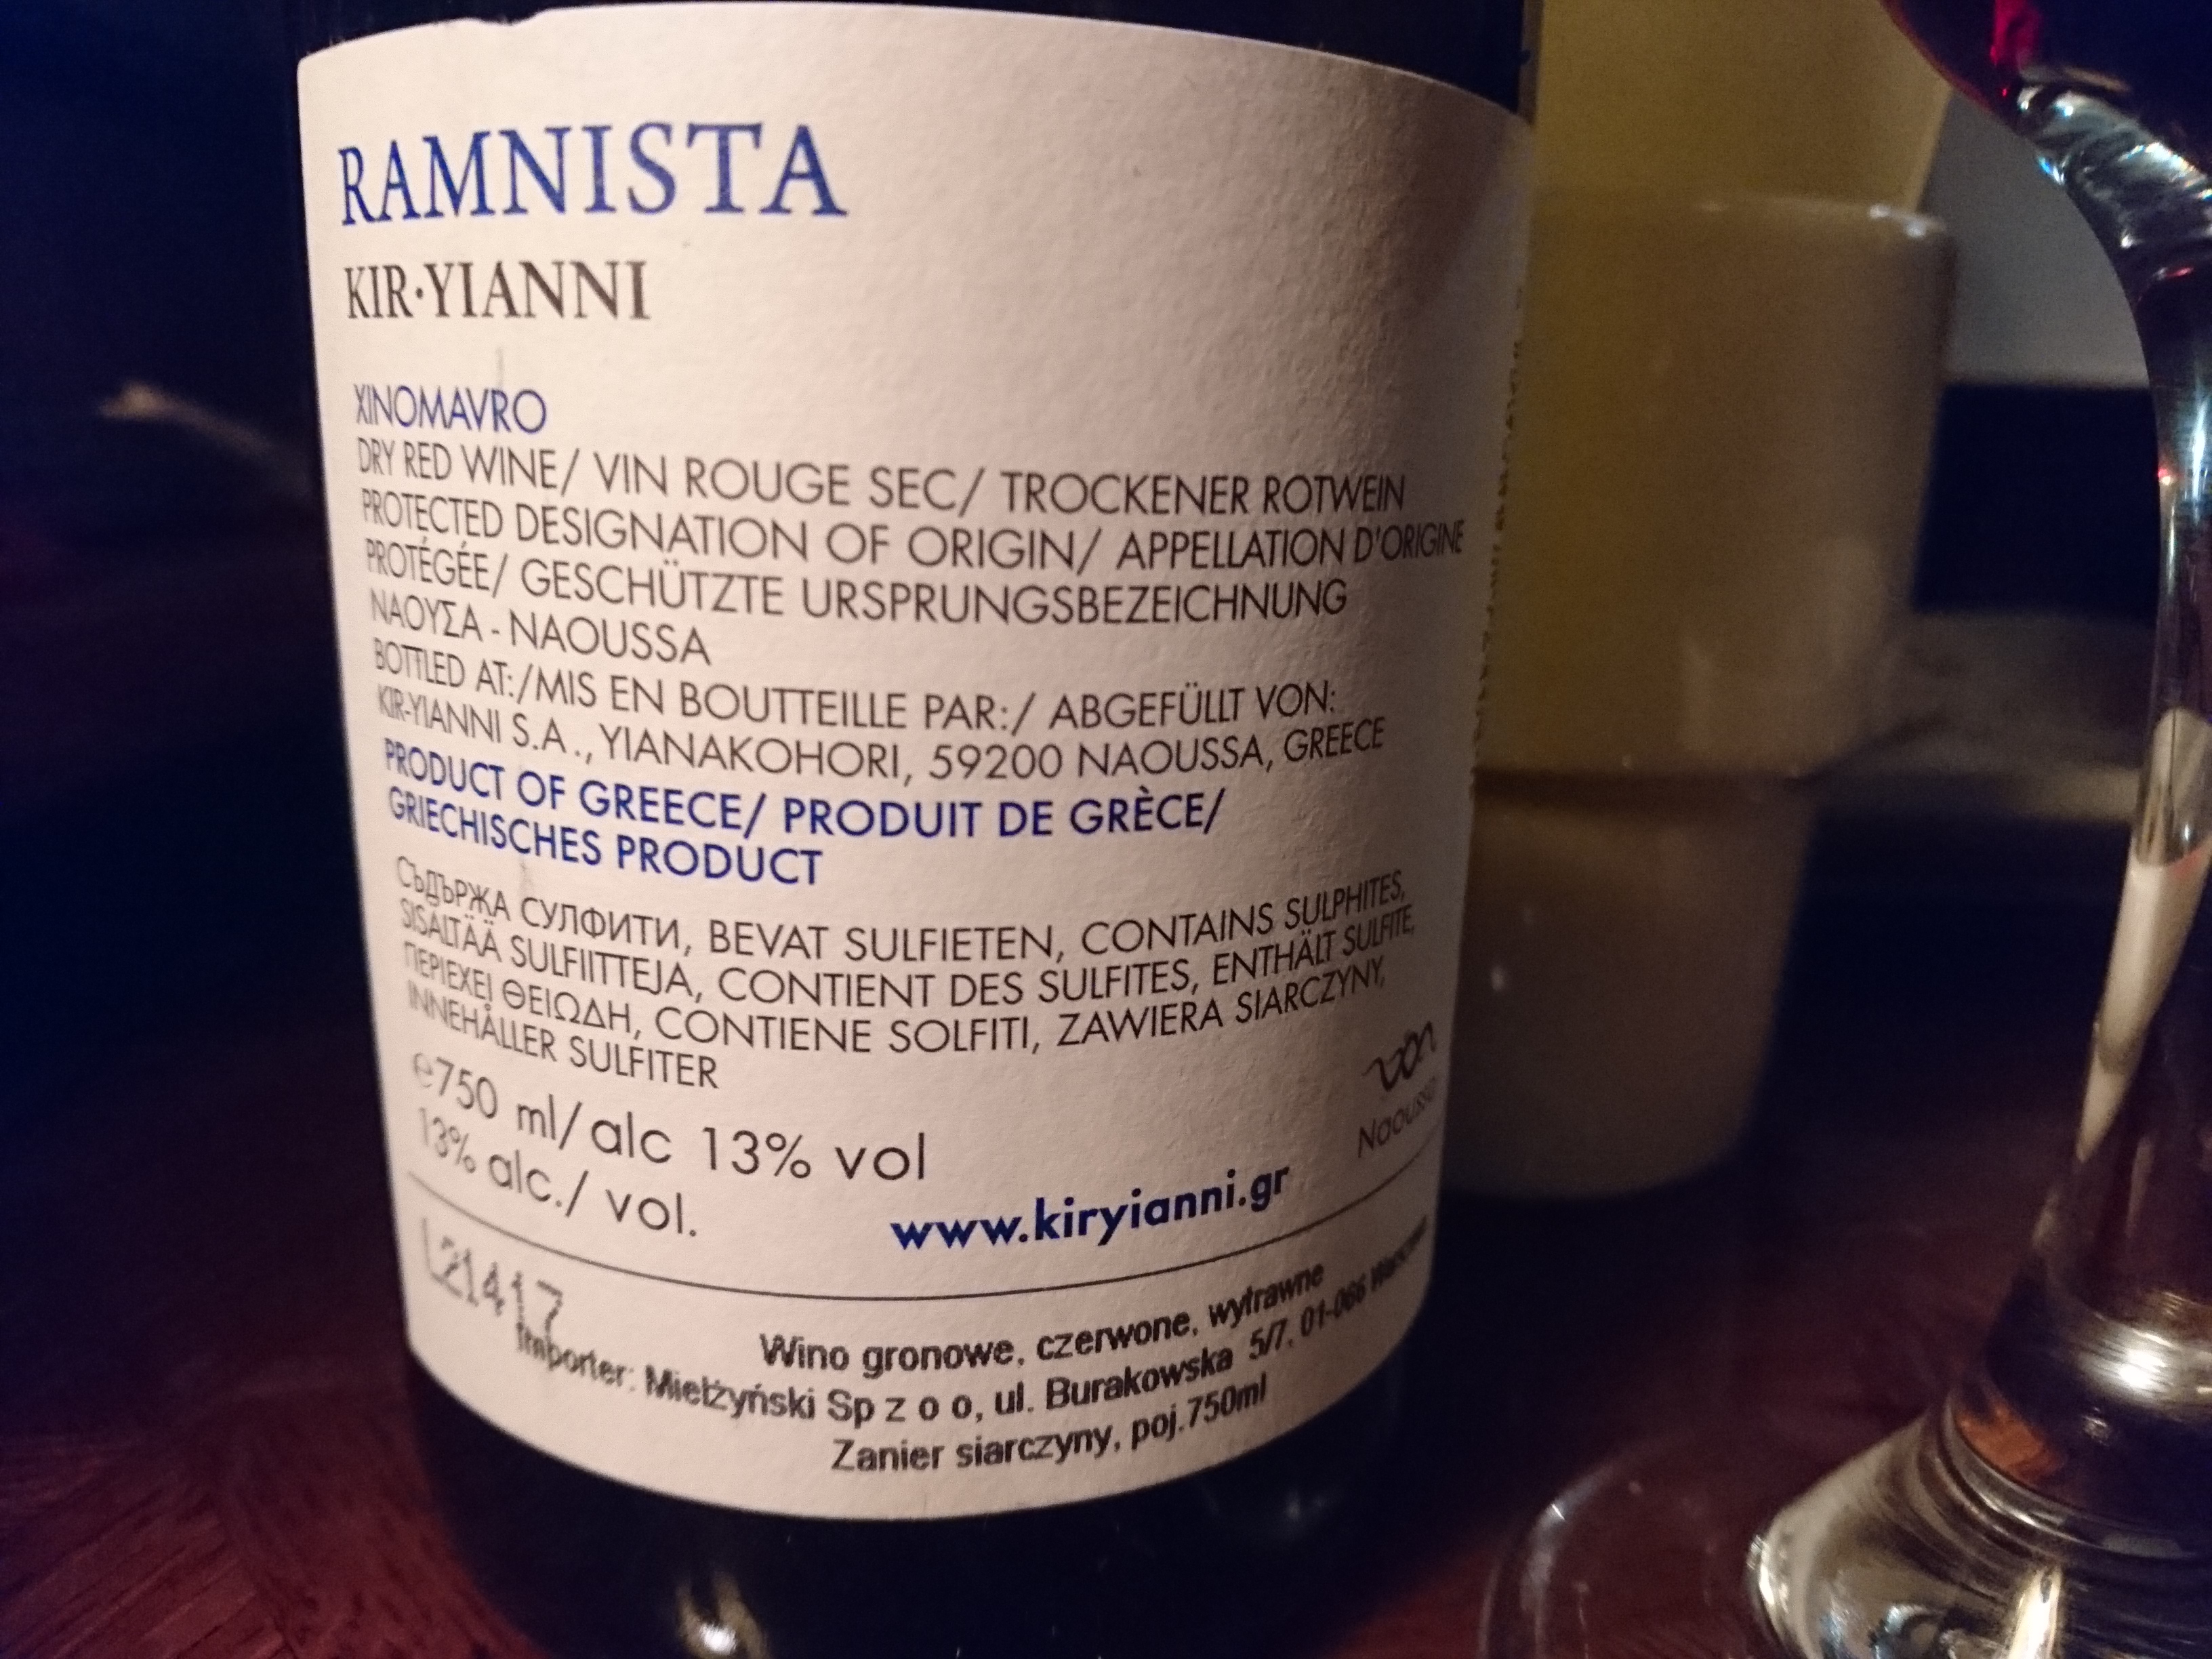 RAMNISTA
KIR·YIANNI
XINOMAVRO
DRY RED WINE/ VIN ROUGE SEC/ TROCKENER ROTWEIN
PROTECTED DESIGNATION OF ORIGIN/ APPELLATION D'ORIGINE
PROTÉGÉE/ GESCHÜTZTE URSPRUNGSBEZEICHNUNG
ΝΑΟΥΣΑ - NAOUSSA
BOTTLED AT:/MIS EN BOUTTEILLE PAR:/ ABGEFÜLLT VON:
KIR-YIANNI S.A., YIANAKOHORI, 59200 NAOUSSA, GREECE
PRODUCT OF GREECE/ PRODUIT DE GRÈCE/
GRIECHISCHES PRODUCT
СЪДЪРЖА СУЛФИТИ, BEVAT SULFIETEN, CONTAINS SULPHITES,
SISÄLTÄÄ SULFIITTEJA, CONTIENT DES SULFITES, ENTHÄLT SULFITE,
ΠΕΡΙΕΧΕΙ ΘΕΙΩΔΗ, CONTIENE SOLFITI, ZAWIERA SIARCZYNY,
INNEHÅLLER SULFITER
e750 ml/alc 13% vol
13% alc./ vol.
www.kiryianni.gr
Naoussa
L21417
Wino gronowe, czerwone, wytrawne
Importer: Mielżyński Sp z o o, ul. Burakowska 5/7, 01-066
Zanier siarczyny, poj.750ml